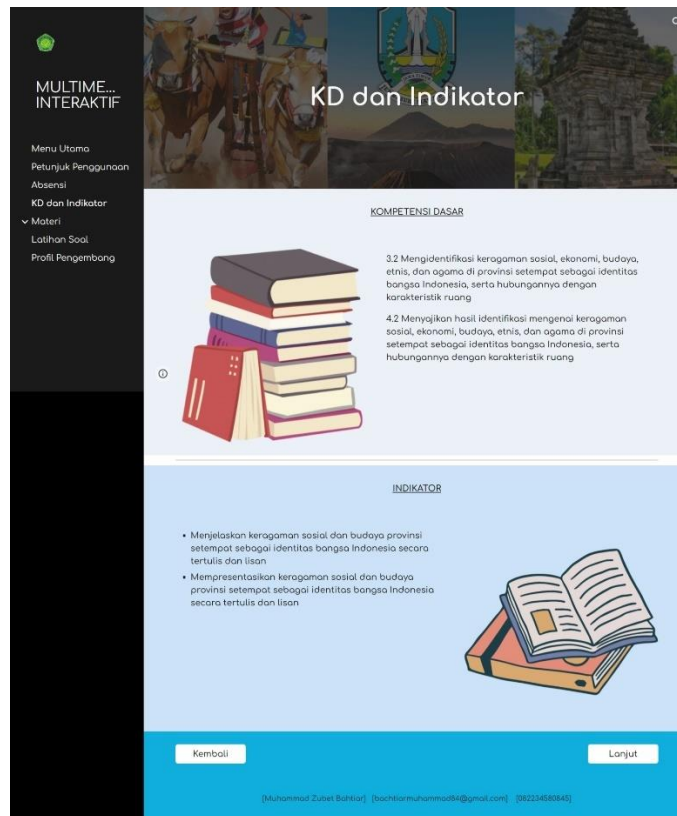 MULTIME...
INTERAKTIF
Menu Utama
Petunjuk Penggunaan
Absensi
KD dan Indikator
Materi
Latihan Soal
Profil Pengembang
KD dan Indikator
KOMPETENSI DASAR
3.2 Mengidentifikasi keragaman sosial, ekonomi, budaya,
etnis, dan agama di provinsi setempat sebagai identitas
bangsa Indonesia, serta hubungannya dengan
karakteristik ruang
4.2 Menyajikan hasil identifikasi mengenai keragaman
sosial, ekonomi, budaya, etnis, dan agama di provinsi
setempat sebagai identitas bangsa Indonesia, serta
hubungannya dengan karakteristik ruang
INDIKATOR
• Menjelaskan keragaman sosial dan budaya provinsi
setempat sebagai identitas bangsa Indonesia secara
tertulis dan lisan
• Mempresentasikan keragaman sosial dan budaya
provinsi setempat sebagai identitas bangsa Indonesia
secara tertulis dan lisan
Kembali
Lanjut
[Muhammad Zubet Bahtiar] [bachtiarmuhammad64@gmail.com] [082234580845]